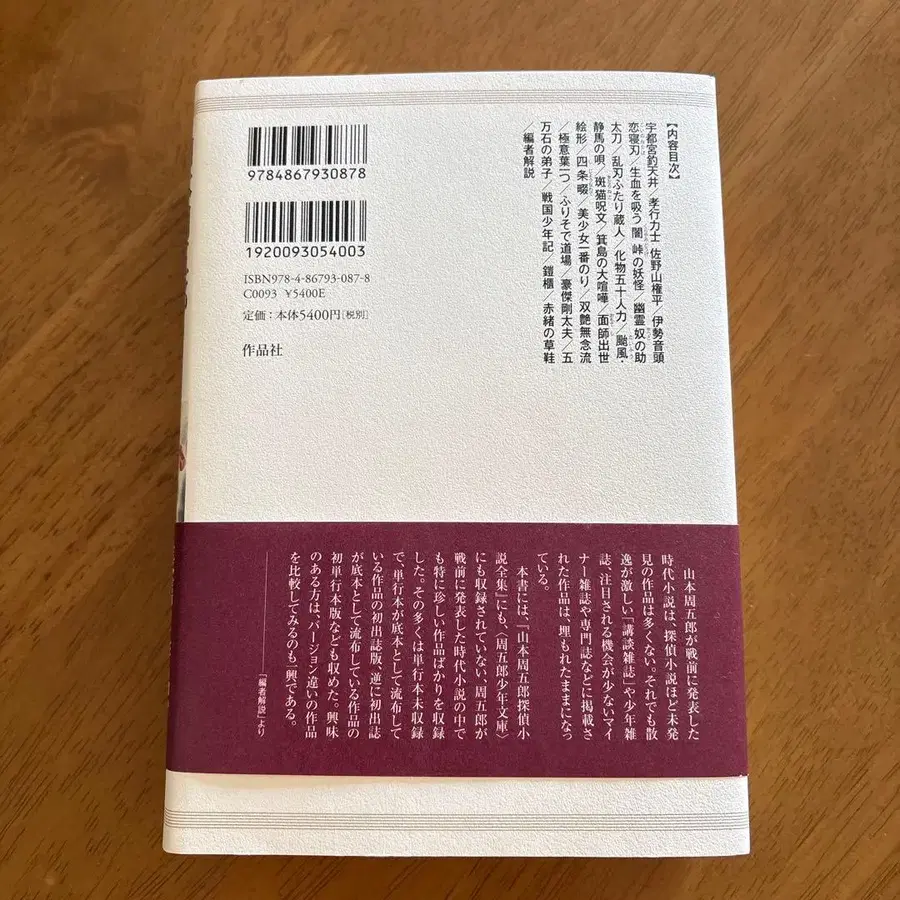 【内容目次】
宇都宮釣天井／孝行力士 佐野山権平／伊勢音頭
恋寝刃／生血を吸う 闇峠の妖怪／幽霊奴の助
太刀／乱刃ふたり蔵人／化物五十人力／颱風・
静馬の唄／斑猫呪文／箕島の大喧嘩／面師出世
絵形／四条畷／美少女一番のり／双艶無念流
／極意葉一つ／ふりそで道場／豪傑剛太夫／五
万石の弟子／戦国少年記／鎧櫃／赤緒の草鞋
／編者解説
9784867930878
1920093054003
ISBN978-4-86793-087-8
C0093 ¥5400E
定価：本体5400円[税別]
作品社
山本周五郎が戦前に発表した
時代小説は、探偵小説ほど未発
見の作品は多くない。それでも散
逸が激しい「講談雑誌」や少年雑
誌、注目される機会が少ないマイ
ナー雑誌や専門誌などに掲載さ
れた作品は、埋もれたままになっ
ている。
本書には、『山本周五郎探偵小
説全集』にも、〈周五郎少年文庫〉
にも収録されていない、周五郎が
戦前に発表した時代小説の中で
も特に珍しい作品ばかりを収録
した。その多くは単行本未収録
で、単行本が底本として流布して
いる作品の初出誌版、逆に初出誌
が底本として流布している作品の
初単行本版なども収めた。興味
のある方は、バージョン違いの作品
を比較してみるのも一興である。
――「編者解説」より